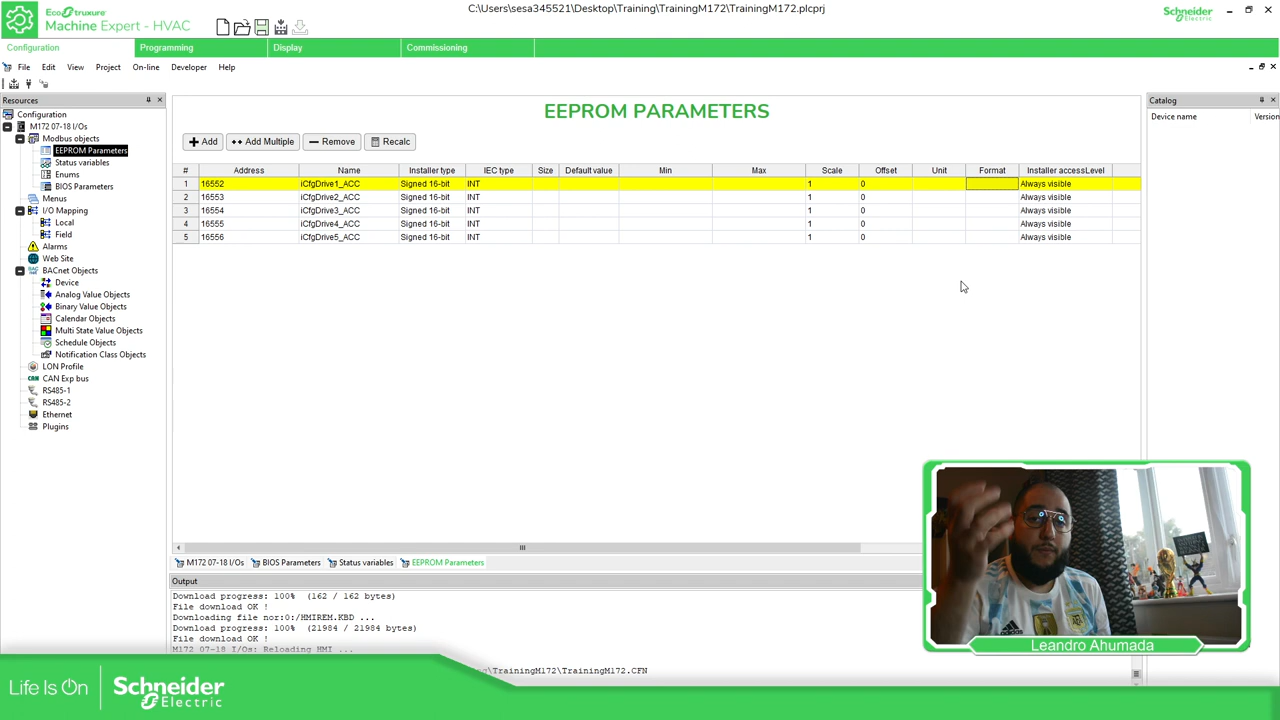 C:\Users\sesa345521\Desktop\Training\TrainingM172\TrainingM172.plcprj
EcoStruxure
Machine Expert - HVAC
Schneider Electric
Configuration Programming Display Commissioning
File Edit View Project On-line Developer Help
Resources
Configuration
M172 07-18 I/Os
Modbus objects
EEPROM Parameters
Status variables
Enums
BIOS Parameters
Menus
I/O Mapping
Local
Field
Alarms
Web Site
BACnet Objects
Device
Analog Value Objects
Binary Value Objects
Calendar Objects
Multi State Value Objects
Schedule Objects
Notification Class Objects
LON Profile
CAN Exp bus
RS485-1
RS485-2
Ethernet
Plugins
EEPROM PARAMETERS
Add Add Multiple Remove Recalc
# Address Name Installer type IEC type Size Default value Min Max Scale Offset Unit Format Installer accessLevel
1 16552 iCfgDrive1_ACC Signed 16-bit INT 1 0 Always visible
2 16553 iCfgDrive2_ACC Signed 16-bit INT 1 0 Always visible
3 16554 iCfgDrive3_ACC Signed 16-bit INT 1 0 Always visible
4 16555 iCfgDrive4_ACC Signed 16-bit INT 1 0 Always visible
5 16556 iCfgDrive5_ACC Signed 16-bit INT 1 0 Always visible
M172 07-18 I/Os BIOS Parameters Status variables EEPROM Parameters
Output
Download progress: 100% (162 / 162 bytes)
File download OK !
Downloading file nor:0:/HMIREM.KBD ...
Download progress: 100% (21984 / 21984 bytes)
File download OK !
M172 07-18 I/Os: Reloading HMI ...
\TrainingM172\TrainingM172.CFN
Catalog
Device name Version
Leandro Ahumada
Life Is On
Schneider
Electric